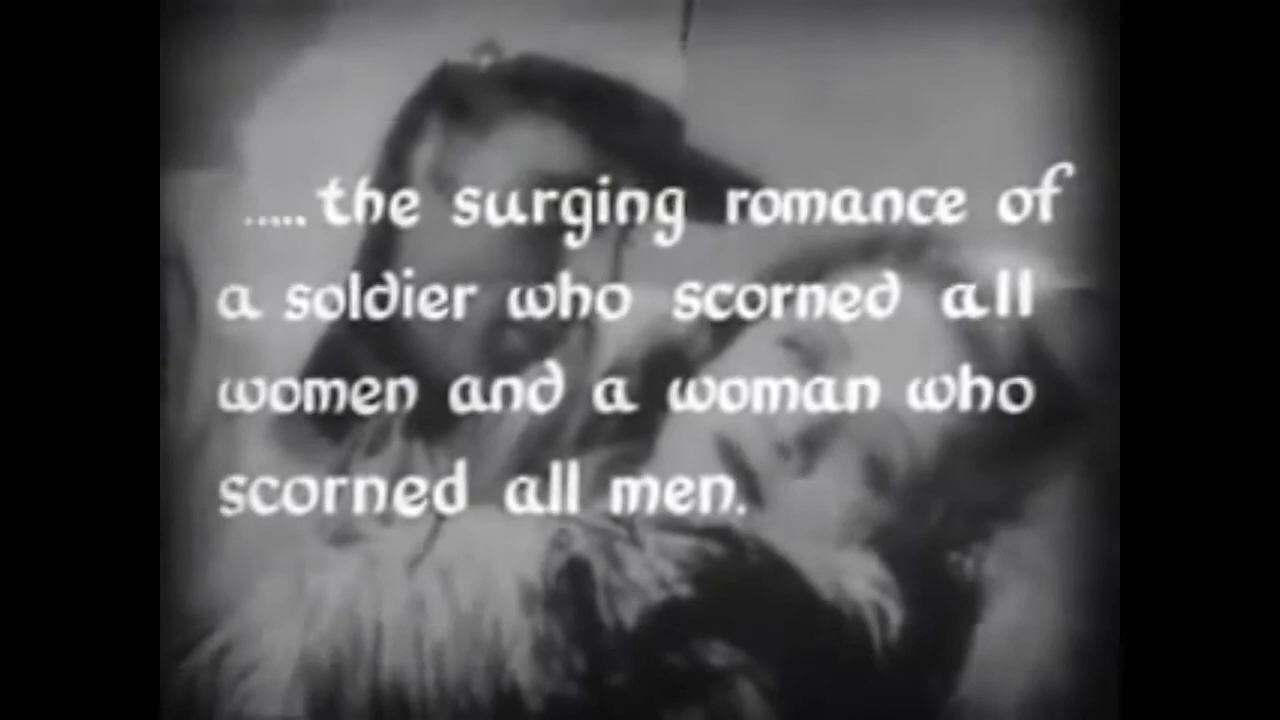 .....the surging romance of
a soldier who scorned all
women and a woman who
scorned all men.